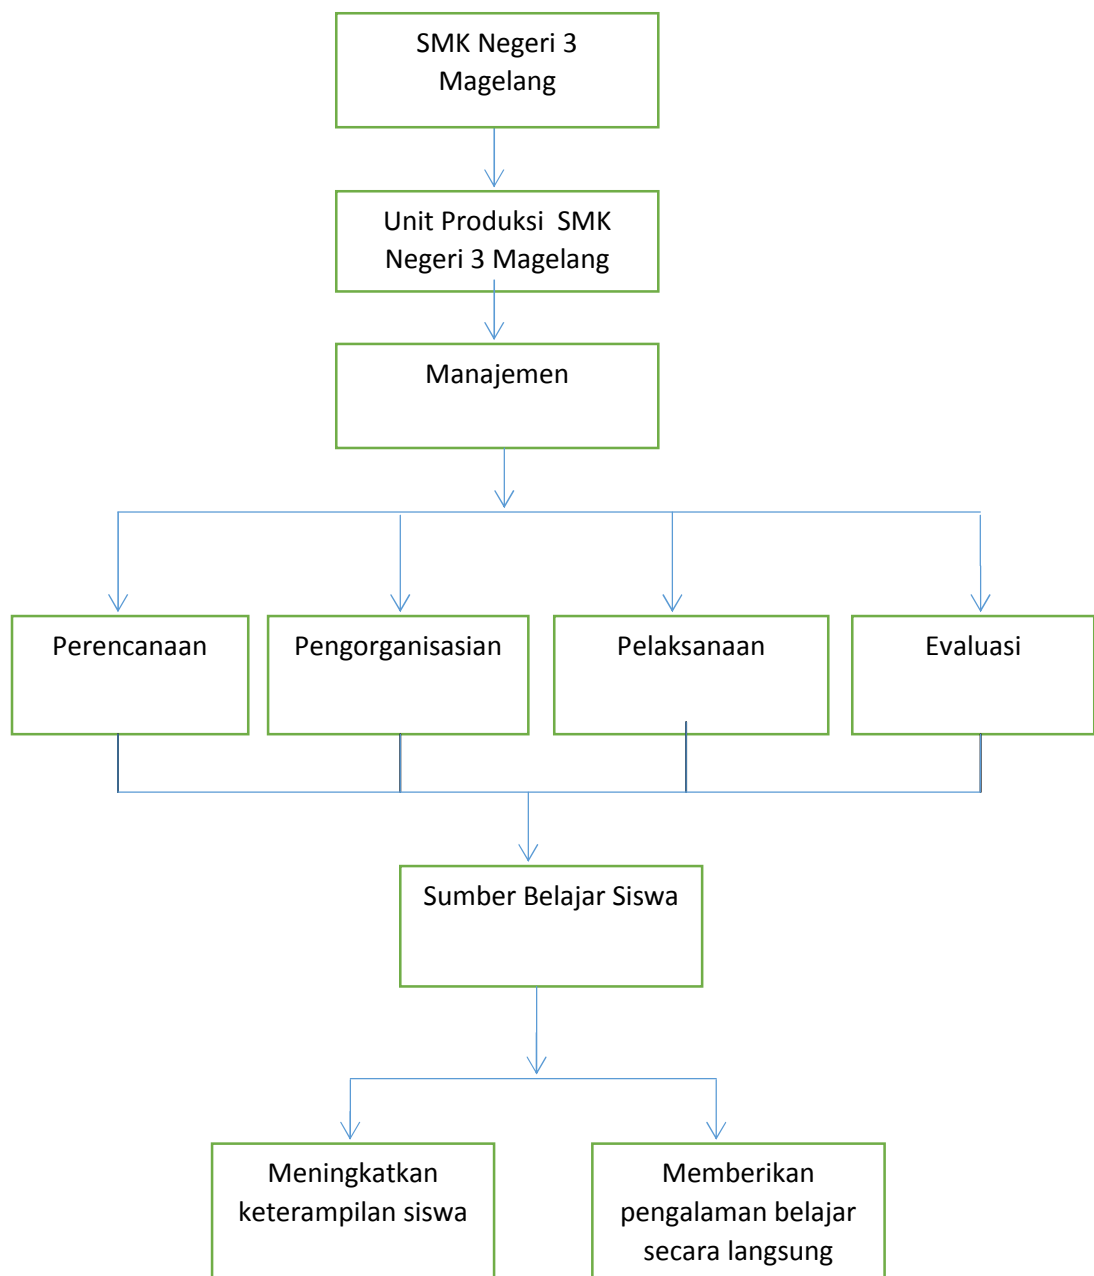 SMK Negeri 3
Magelang
Unit Produksi  SMK
Negeri 3 Magelang
Manajemen
Perencanaan
Pengorganisasian
Pelaksanaan
Evaluasi
Sumber Belajar Siswa
Meningkatkan
keterampilan siswa
Memberikan
pengalaman belajar
secara langsung